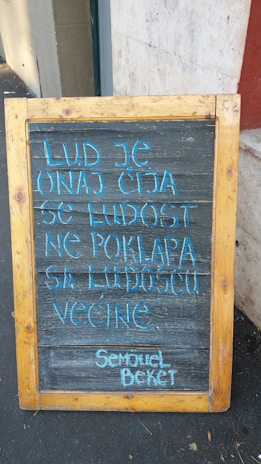 LUD JE
ONAJ ČIJA
SE LUDOST
NE POKLAPA
SA LUDOŠĆU
VEĆINE.
SEMJUEL
BEKET